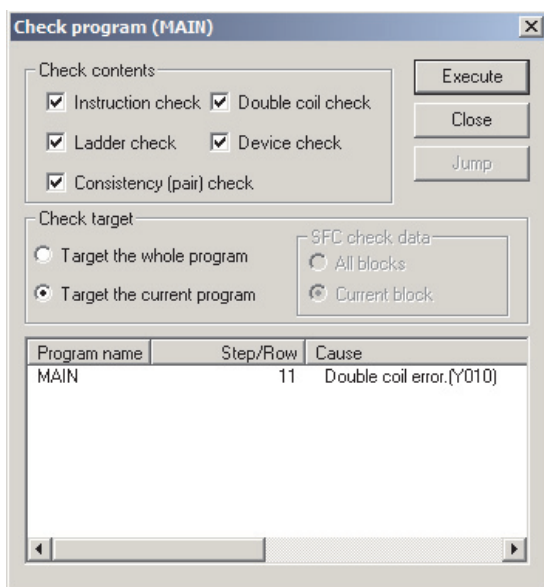 Check program (MAIN)
Check contents
Instruction check
Double coil check
Ladder check
Device check
Consistency (pair) check
Execute
Close
Jump
Check target
Target the whole program
Target the current program
SFC check data
All blocks
Current block
Program name Step/Row Cause
MAIN 11 Double coil error.(Y010)